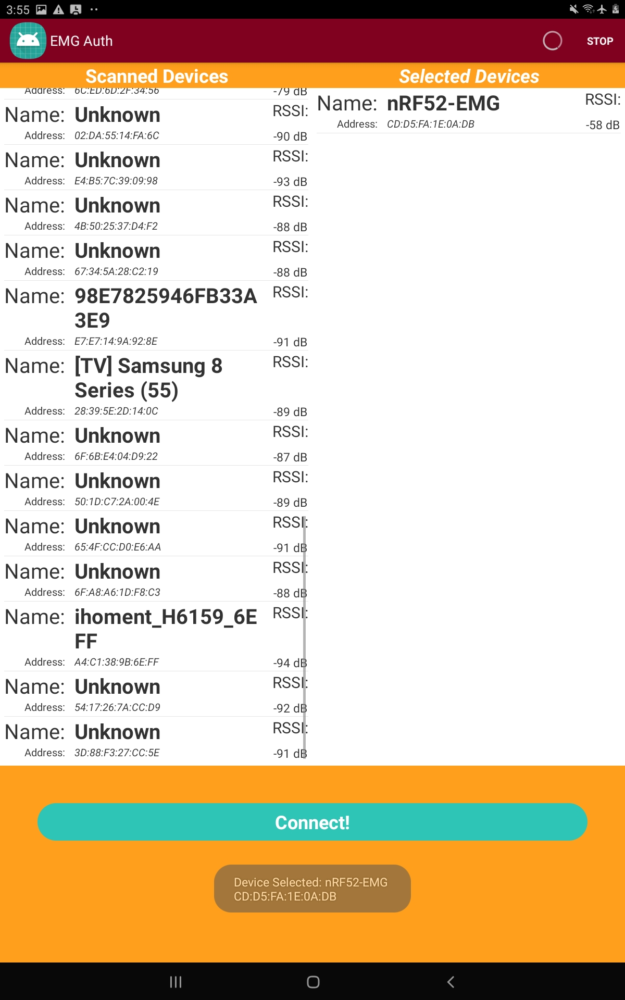 3:55
EMG Auth
STOP
Scanned Devices
Selected Devices
Address: 6C:ED:6D:2F:34:56 -79 dB
Name: Unknown RSSI:
Address: 02:DA:55:14:FA:6C -90 dB
Name: Unknown RSSI:
Address: E4:B5:7C:39:09:98 -93 dB
Name: Unknown RSSI:
Address: 4B:50:25:37:D4:F2 -88 dB
Name: Unknown RSSI:
Address: 67:34:5A:28:C2:19 -88 dB
Name: 98E7825946FB33A RSSI:
3E9
Address: E7:E7:14:9A:92:8E -91 dB
Name: [TV] Samsung 8 RSSI:
Series (55)
Address: 28:39:5E:2D:14:0C -89 dB
Name: Unknown RSSI:
Address: 6F:6B:E4:04:D9:22 -87 dB
Name: Unknown RSSI:
Address: 50:1D:C7:2A:00:4E -89 dB
Name: Unknown RSSI:
Address: 65:4F:CC:D0:E6:AA -91 dB
Name: Unknown RSSI:
Address: 6F:A8:A6:1D:F8:C3 -88 dB
Name: ihoment_H6159_6E RSSI:
FF
Address: A4:C1:38:9B:6E:FF -94 dB
Name: Unknown RSSI:
Address: 54:17:26:7A:CC:D9 -92 dB
Name: Unknown RSSI:
Address: 3D:88:F3:27:CC:5E -91 dB
Name: nRF52-EMG RSSI:
Address: CD:D5:FA:1E:0A:DB -58 dB
Connect!
Device Selected: nRF52-EMG
CD:D5:FA:1E:0A:DB